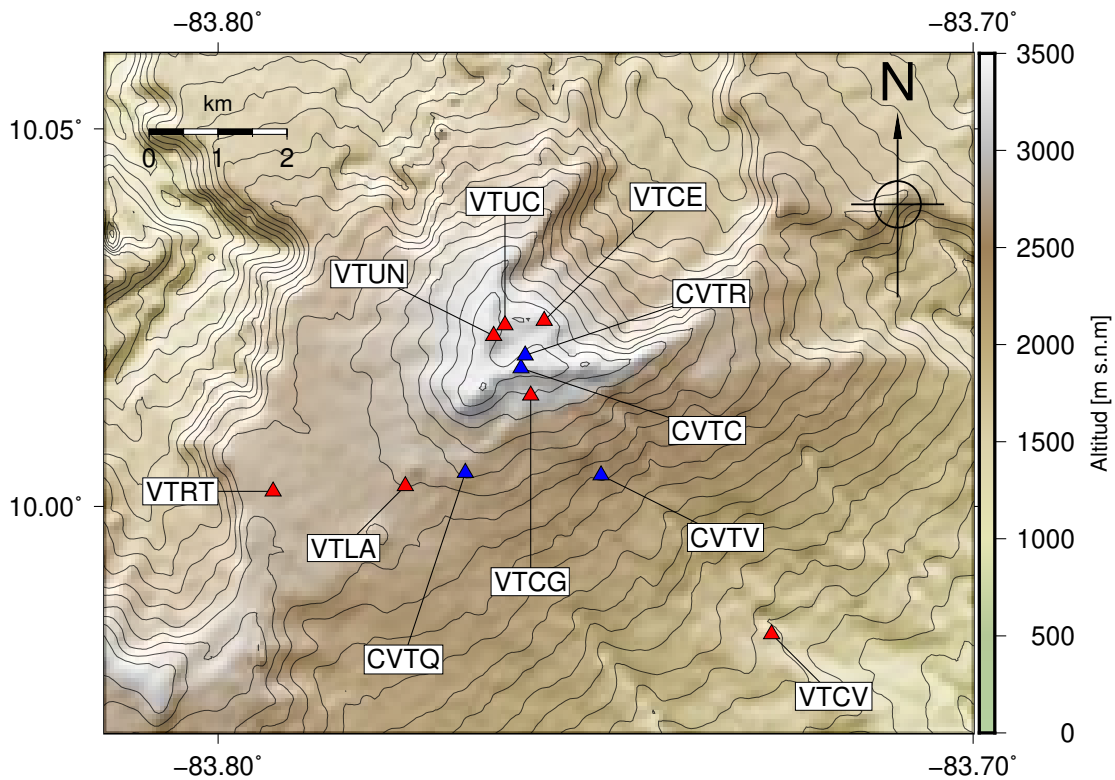 −83.80˚
−83.70˚
10.05˚
10.00˚
km
0
1
2
N
VTUC
VTCE
VTUN
CVTR
CVTC
VTRT
VTLA
CVTV
VTCG
CVTQ
VTCV
3500
3000
2500
2000
1500
1000
500
0
Altitud [m s.n.m]
−83.80˚
−83.70˚